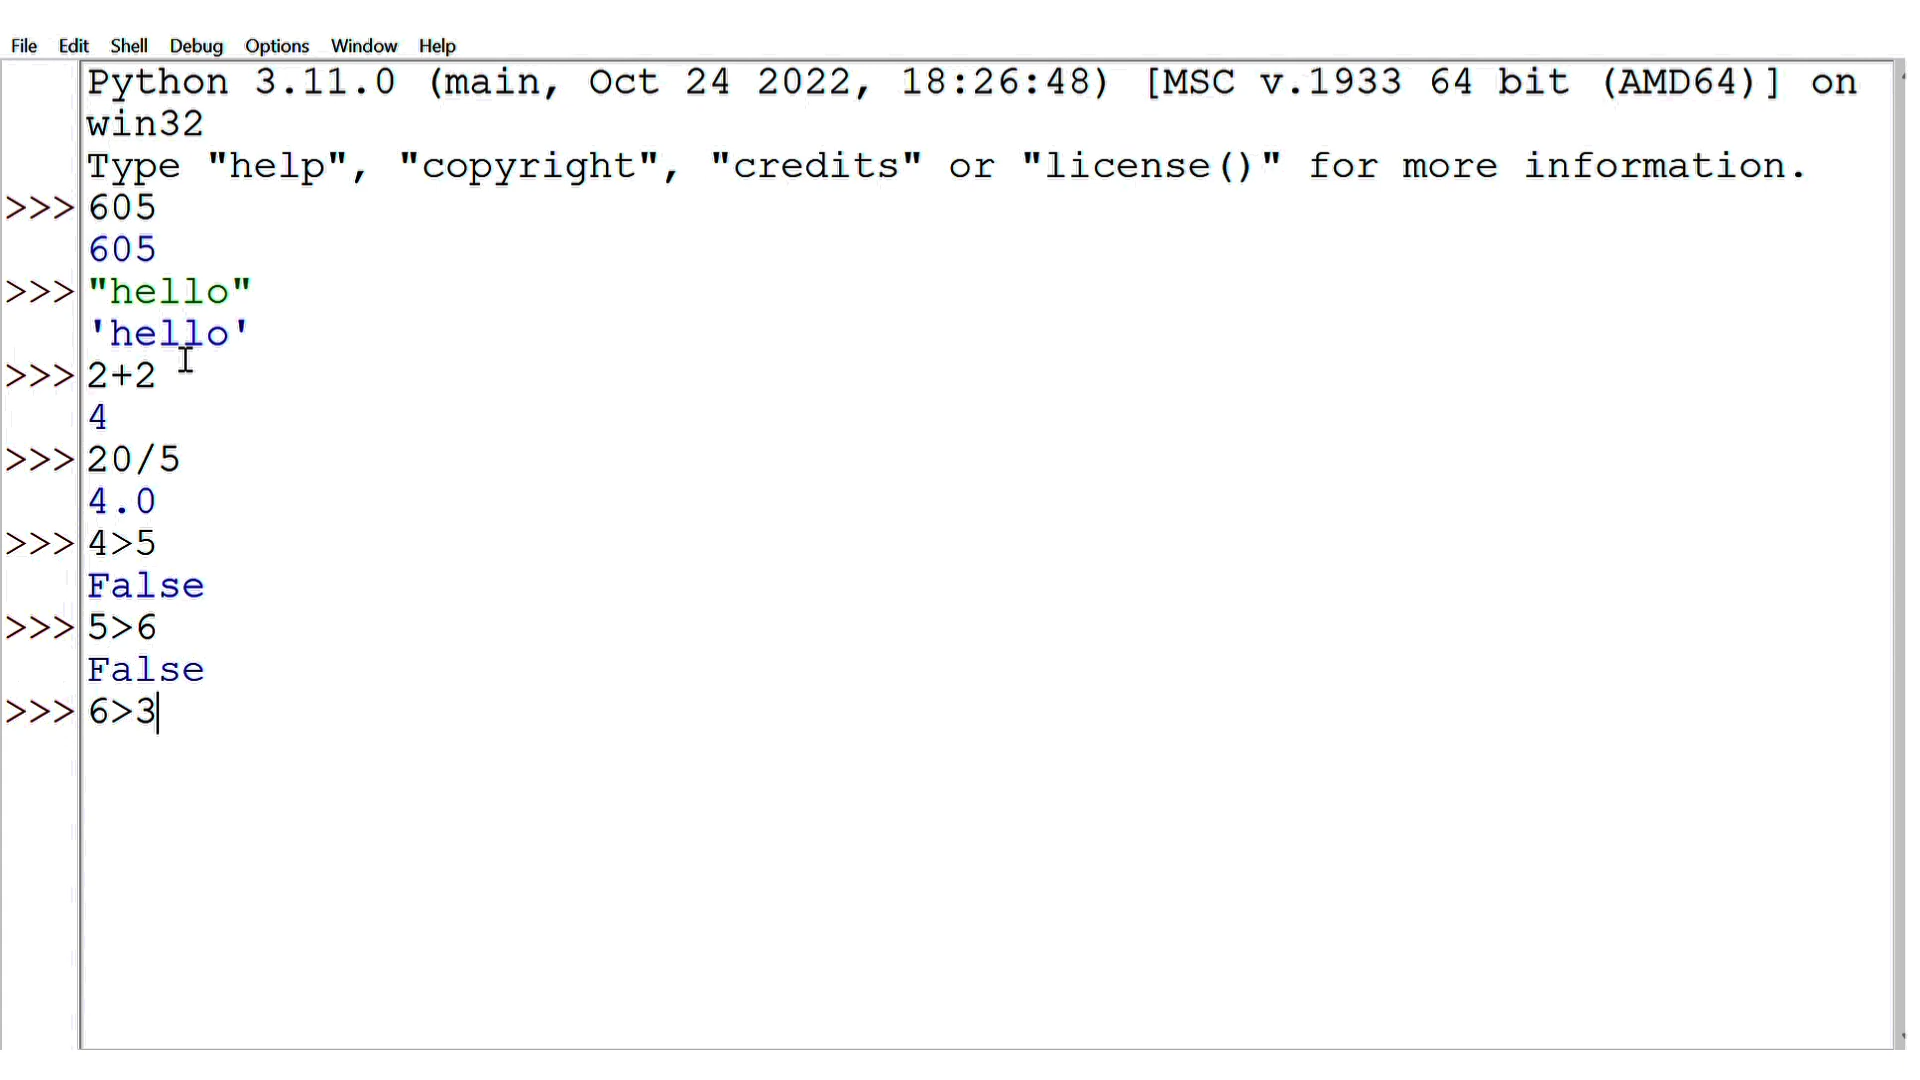 File Edit Shell Debug Options Window Help
Python 3.11.0 (main, Oct 24 2022, 18:26:48) [MSC v.1933 64 bit (AMD64)] on
win32
Type "help", "copyright", "credits" or "license()" for more information.
>>> 605
605
>>> "hello"
'hello'
>>> 2+2
4
>>> 20/5
4.0
>>> 4>5
False
>>> 5>6
False
>>> 6>3